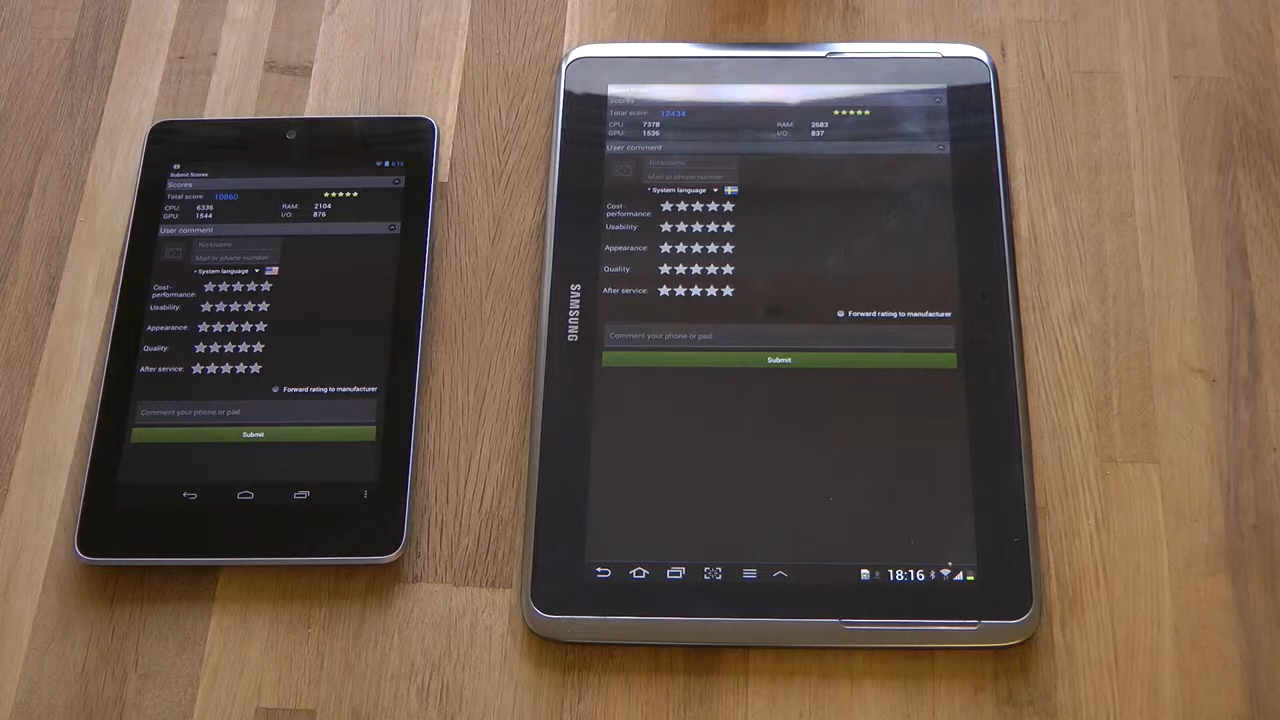 6:16
Submit Scores
Scores
Total score: 10860
CPU: 6336 RAM: 2104
GPU: 1544 I/O: 876
User comment
Nickname
Mail or phone number
* System language
Cost-
performance:
Usability:
Appearance:
Quality:
After service:
Forward rating to manufacturer
Comment your phone or pad
Submit
SAMSUNG
Scores
Total score: 12434
CPU 7378 RAM: 2683
GPU: 1536 I/O: 837
User comment
Nickname
Mail or phone number
* System language
Cost-
performance:
Usability:
Appearance:
Quality:
After service:
Forward rating to manufacturer
Comment your phone or pad
Submit
18:16